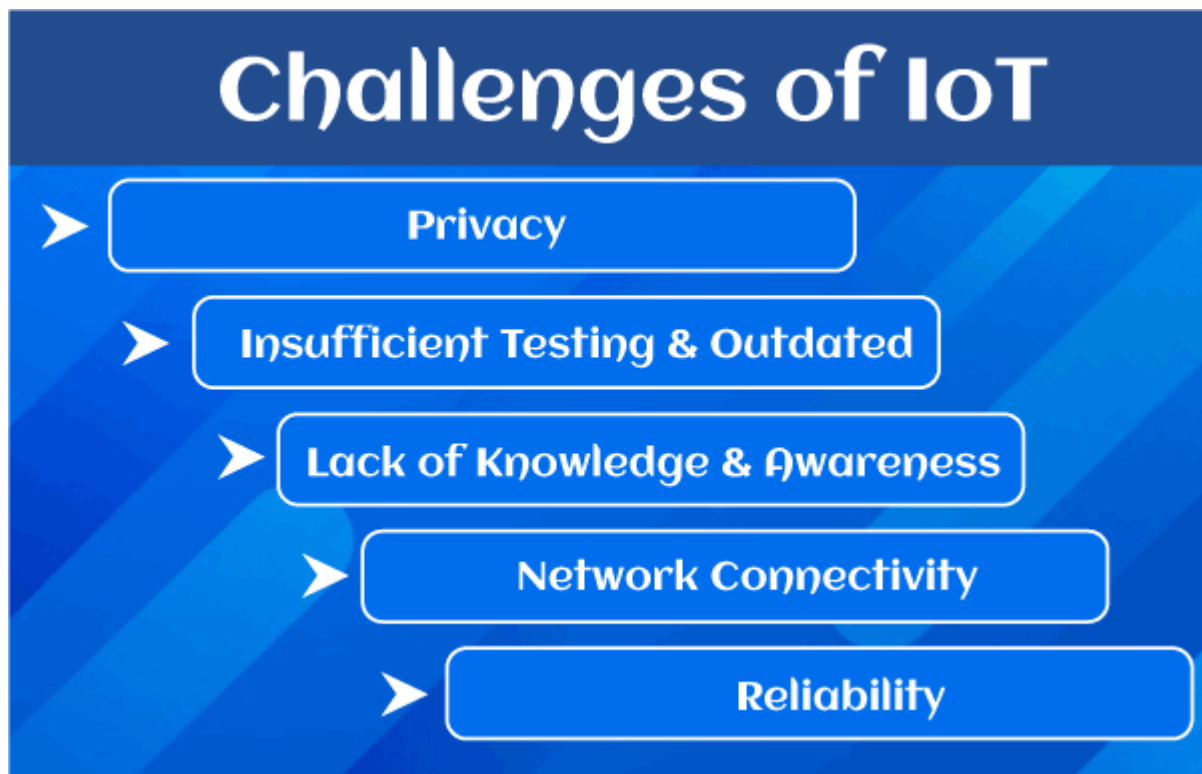 Challenges of IoT
Privacy
Insufficient Testing & Outdated
Lack of Knowledge & Awareness
Network Connectivity
Reliability